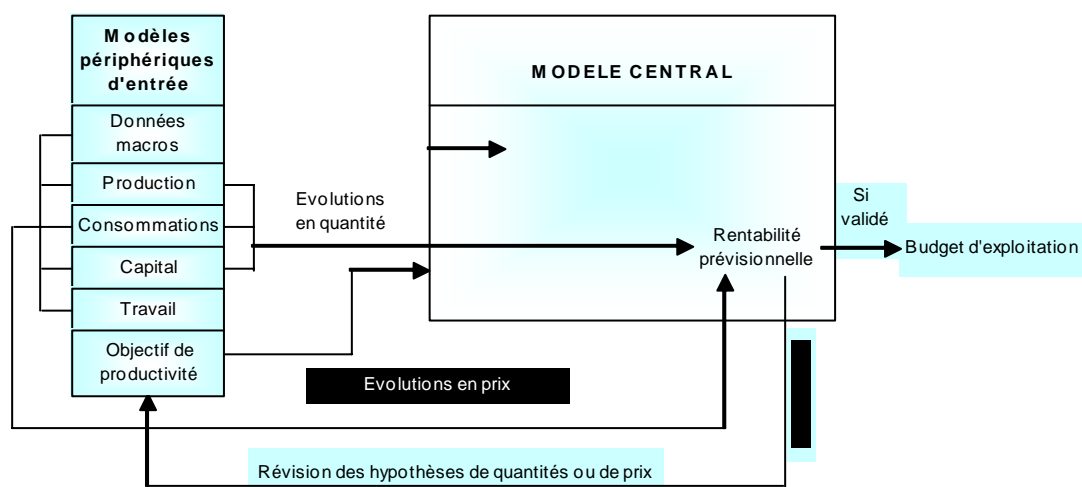 Modèles
périphériques
d'entrée
Données
macros
Production
Consommations
Capital
Travail
Objectif de
productivité
Evolutions
en quantité
MODELE CENTRAL
Rentabilité
prévisionnelle
Si
validé
Budget d'exploitation
Evolutions en prix
Révision des hypothèses de quantités ou de prix